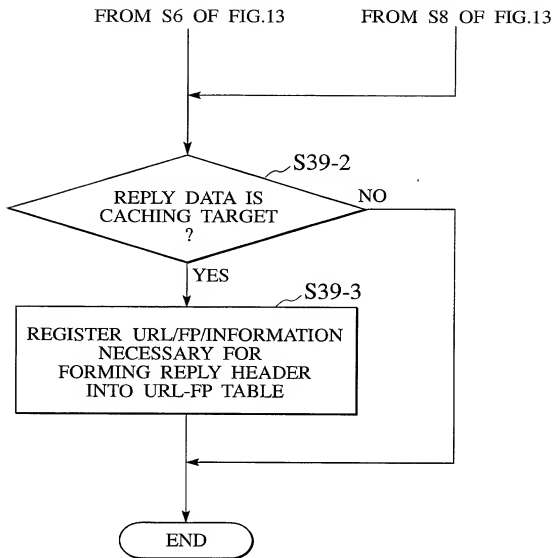 FROM S6 OF FIG.13
FROM S8 OF FIG.13
S39-2
REPLY DATA IS
CACHING TARGET
?
NO
YES
S39-3
REGISTER URL/FP/INFORMATION
NECESSARY FOR
FORMING REPLY HEADER
INTO URL-FP TABLE
END